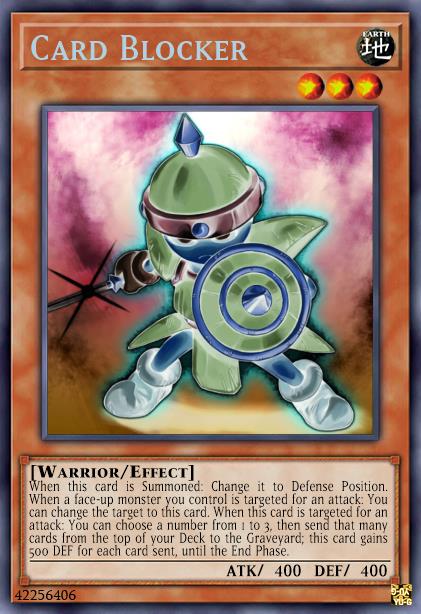 CARD BLOCKER
EARTH
地
[WARRIOR/EFFECT]
When this card is Summoned: Change it to Defense Position.
When a face-up monster you control is targeted for an attack: You
can change the target to this card. When this card is targeted for an
attack: You can choose a number from 1 to 3, then send that many
cards from the top of your Deck to the Graveyard; this card gains
500 DEF for each card sent, until the End Phase.
ATK/ 400 DEF/ 400
42256406